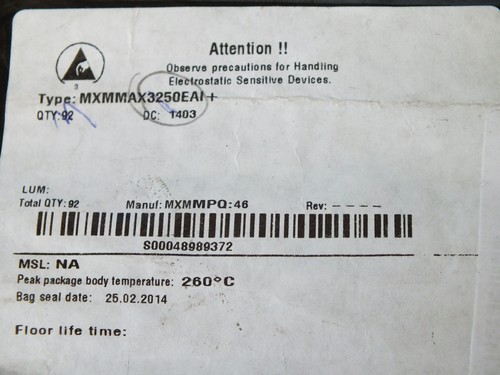 Attention !!
Observe precautions for Handling
Electrostatic Sensitive Devices.
Type: MXMMAX3250EAI+
QTY:92 DC: 1403
LUM:
Total QTY: 92 Manuf: MXMMPQ:46 Rev: - - - -
S00048989372
MSL: NA
Peak package body temperature: 260°C
Bag seal date: 25.02.2014
Floor life time: